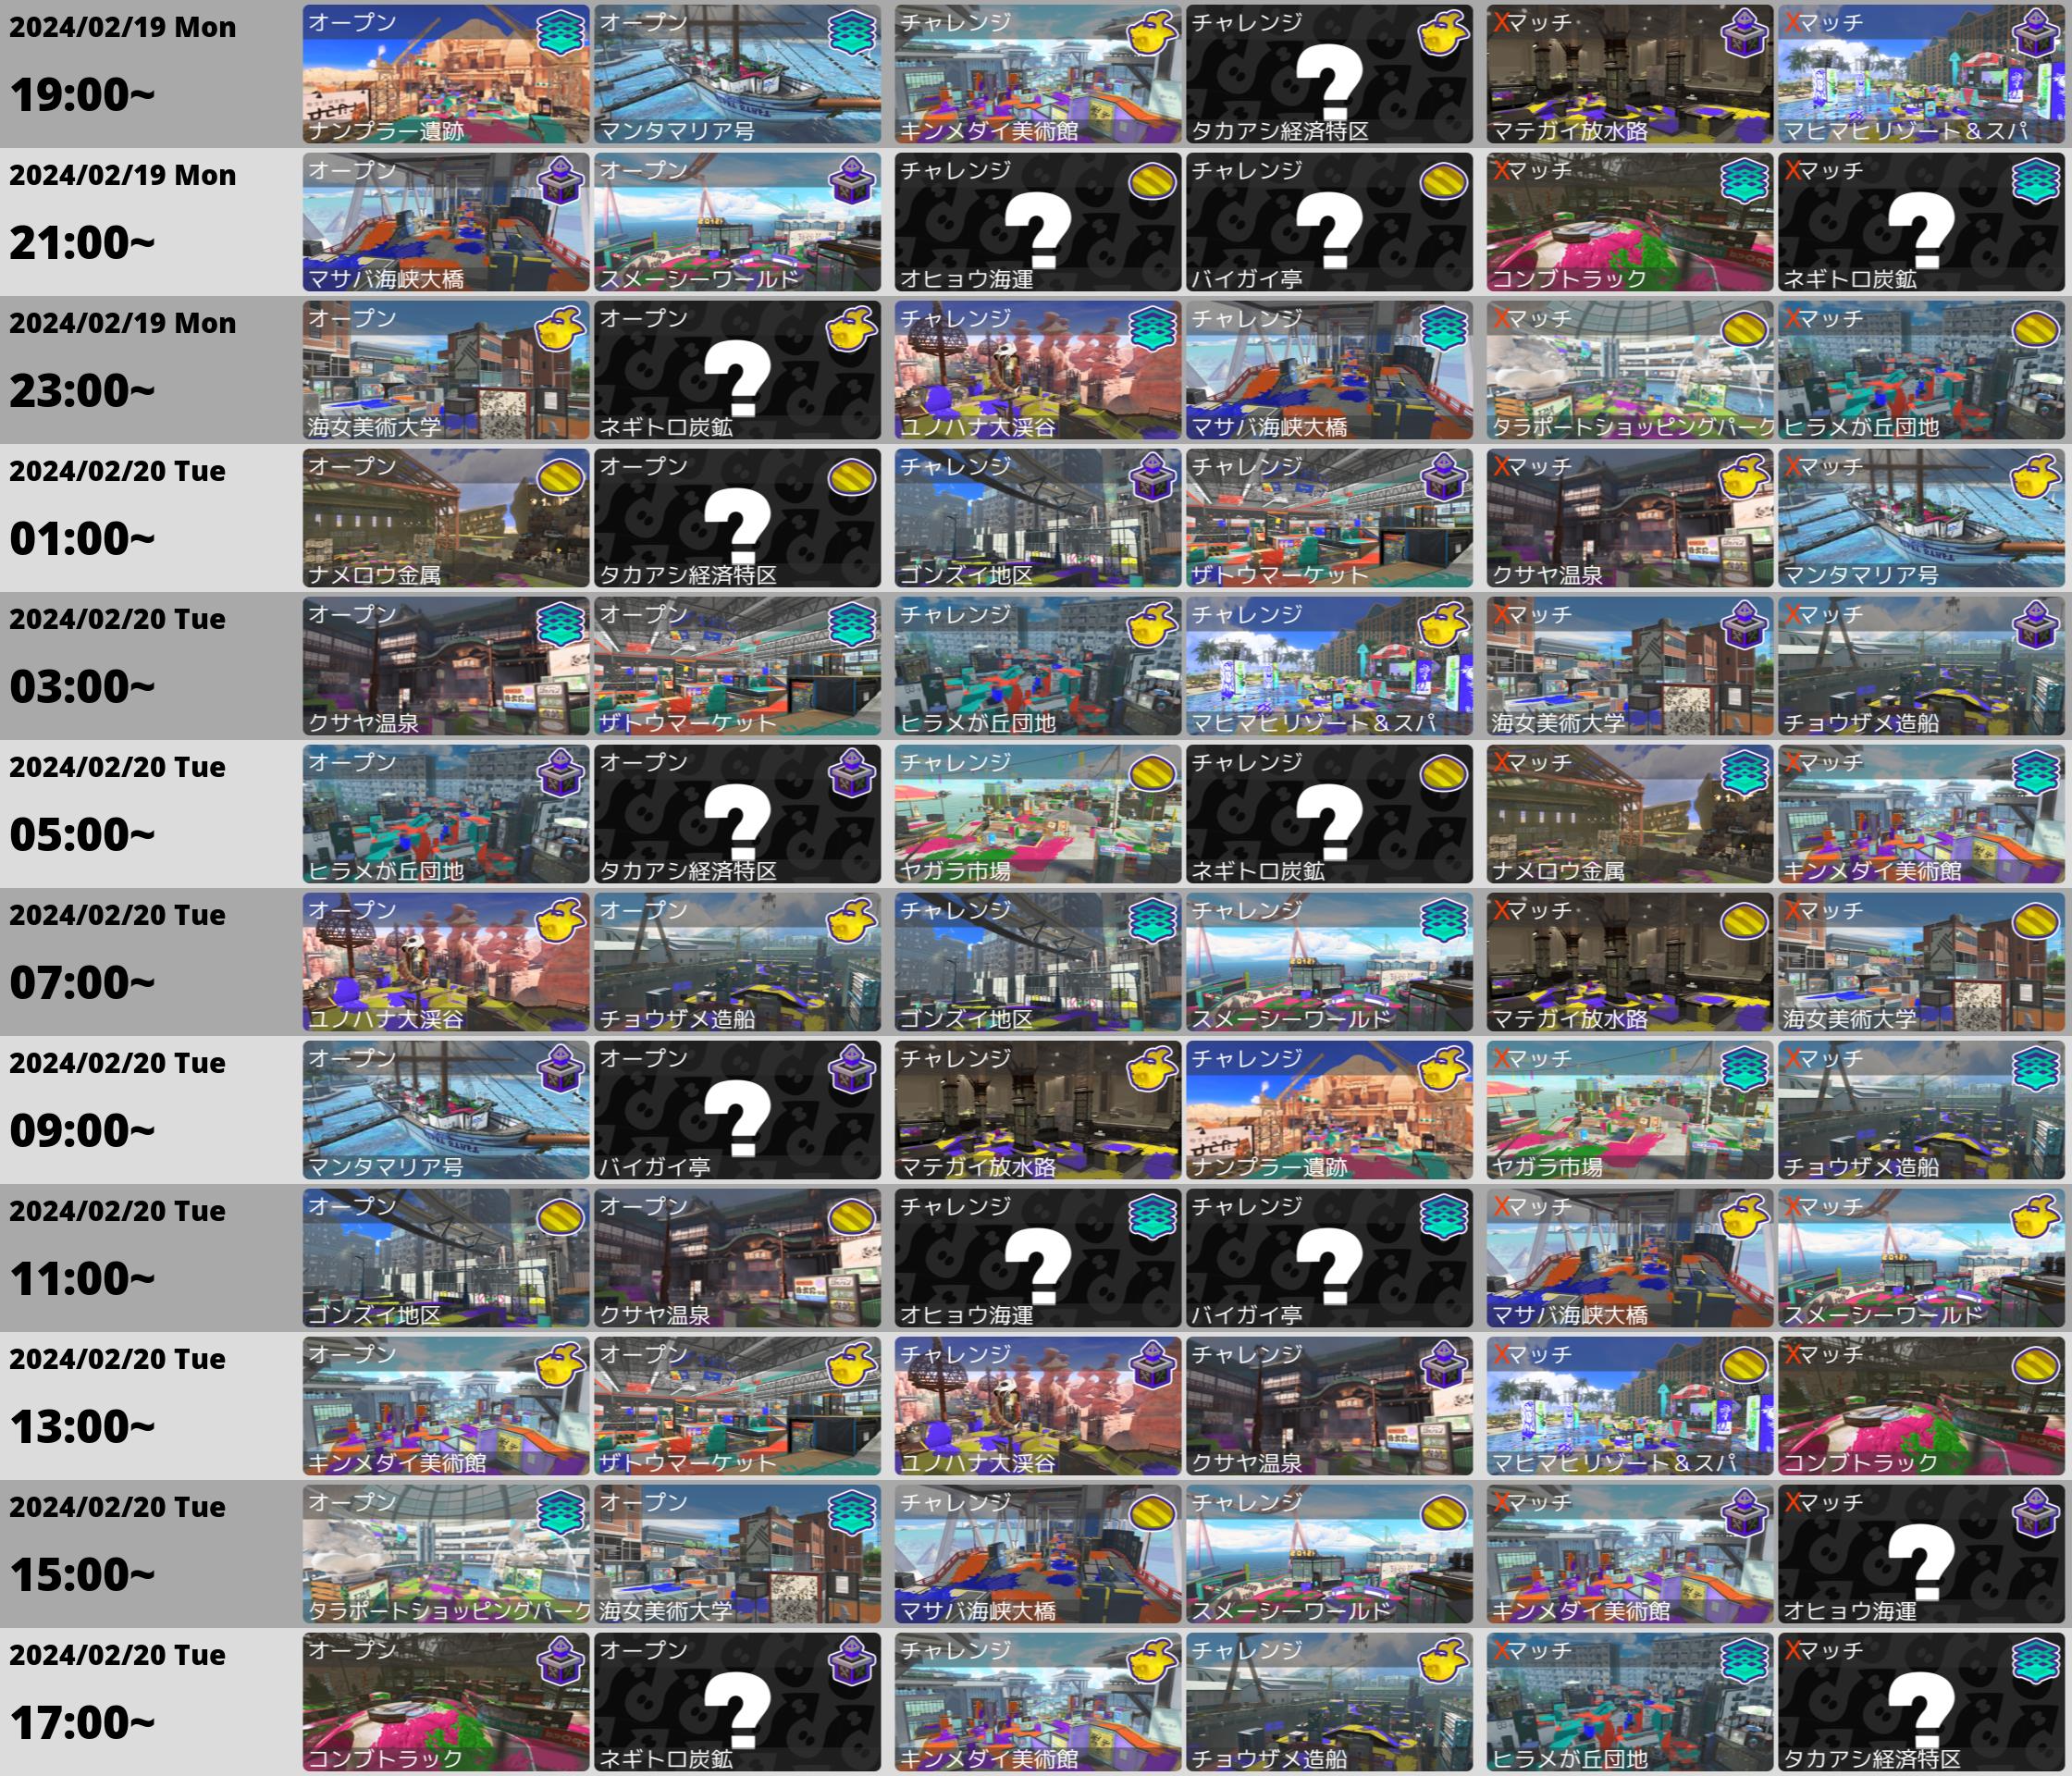 2024/02/19 Mon
19:00~
オープン
ナンプラー遺跡
オープン
マンタマリア号
チャレンジ
キンメダイ美術館
チャレンジ
?
タカアシ経済特区
Xマッチ
マテガイ放水路
Xマッチ
マヒマヒリゾート＆スパ
2024/02/19 Mon
21:00~
オープン
マサバ海峡大橋
オープン
スメーシーワールド
チャレンジ
?
オヒョウ海運
チャレンジ
?
バイガイ亭
Xマッチ
コンブトラック
Xマッチ
?
ネギトロ炭鉱
2024/02/19 Mon
23:00~
オープン
海女美術大学
オープン
?
ネギトロ炭鉱
チャレンジ
ユノハナ大渓谷
チャレンジ
マサバ海峡大橋
Xマッチ
タラポートショッピングパーク
Xマッチ
ヒラメが丘団地
2024/02/20 Tue
01:00~
オープン
ナメロウ金属
オープン
?
タカアシ経済特区
チャレンジ
ゴンズイ地区
チャレンジ
ザトウマーケット
Xマッチ
クサヤ温泉
Xマッチ
マンタマリア号
2024/02/20 Tue
03:00~
オープン
クサヤ温泉
オープン
ザトウマーケット
チャレンジ
ヒラメが丘団地
チャレンジ
マヒマヒリゾート＆スパ
Xマッチ
海女美術大学
Xマッチ
チョウザメ造船
2024/02/20 Tue
05:00~
オープン
ヒラメが丘団地
オープン
?
タカアシ経済特区
チャレンジ
ヤガラ市場
チャレンジ
?
ネギトロ炭鉱
Xマッチ
ナメロウ金属
Xマッチ
キンメダイ美術館
2024/02/20 Tue
07:00~
オープン
ユノハナ大渓谷
オープン
チョウザメ造船
チャレンジ
ゴンズイ地区
チャレンジ
スメーシーワールド
Xマッチ
マテガイ放水路
Xマッチ
海女美術大学
2024/02/20 Tue
09:00~
オープン
マンタマリア号
オープン
?
バイガイ亭
チャレンジ
マテガイ放水路
チャレンジ
ナンプラー遺跡
Xマッチ
ヤガラ市場
Xマッチ
チョウザメ造船
2024/02/20 Tue
11:00~
オープン
ゴンズイ地区
オープン
クサヤ温泉
チャレンジ
?
オヒョウ海運
チャレンジ
?
バイガイ亭
Xマッチ
マサバ海峡大橋
Xマッチ
スメーシーワールド
2024/02/20 Tue
13:00~
オープン
キンメダイ美術館
オープン
ザトウマーケット
チャレンジ
ユノハナ大渓谷
チャレンジ
クサヤ温泉
Xマッチ
マヒマヒリゾート＆スパ
Xマッチ
コンブトラック
2024/02/20 Tue
15:00~
オープン
タラポートショッピングパーク
オープン
海女美術大学
チャレンジ
マサバ海峡大橋
チャレンジ
スメーシーワールド
Xマッチ
キンメダイ美術館
Xマッチ
?
オヒョウ海運
2024/02/20 Tue
17:00~
オープン
コンブトラック
オープン
?
ネギトロ炭鉱
チャレンジ
キンメダイ美術館
チャレンジ
チョウザメ造船
Xマッチ
ヒラメが丘団地
Xマッチ
?
タカアシ経済特区